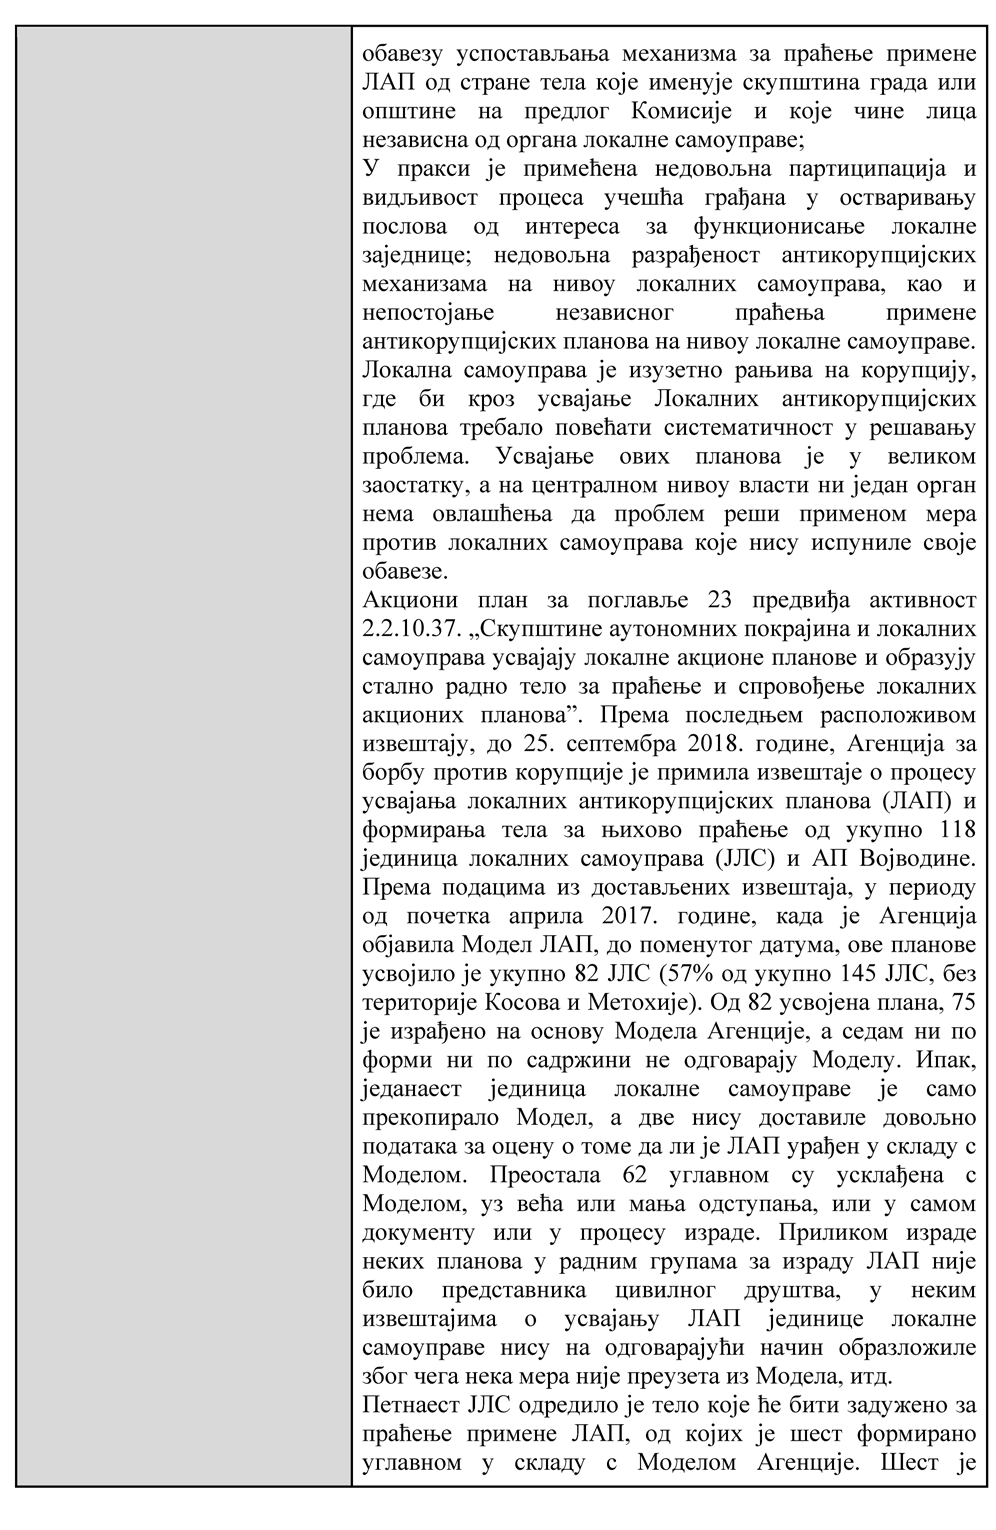 обавезу успостављања механизма за праћење примене
ЛАП од стране тела које именује скупштина града или
општине на предлог Комисије и које чине лица
независна од органа локалне самоуправе;
У пракси је примећена недовољна партиципација и
видљивост процеса учешћа грађана у остваривању
послова од интереса за функционисање локалне
заједнице; недовољна разрађеност антикорупцијских
механизама на нивоу локалних самоуправа, као и
непостојање независног праћења примене
антикорупцијских планова на нивоу локалне самоуправе.
Локална самоуправа је изузетно рањива на корупцију,
где би кроз усвајање Локалних антикорупцијских
планова требало повећати систематичност у решавању
проблема. Усвајање ових планова је у великом
заостатку, а на централном нивоу власти ни један орган
нема овлашћења да проблем реши применом мера
против локалних самоуправа које нису испуниле своје
обавезе.
Акциони план за поглавље 23 предвиђа активност
2.2.10.37. „Скупштине аутономних покрајина и локалних
самоуправа усвајају локалне акционе планове и образују
стално радно тело за праћење и спровођење локалних
акционих планова”. Према последњем расположивом
извештају, до 25. септембра 2018. године, Агенција за
борбу против корупције је примила извештаје о процесу
усвајања локалних антикорупцијских планова (ЛАП) и
формирања тела за њихово праћење од укупно 118
јединица локалних самоуправа (ЈЛС) и АП Војводине.
Према подацима из достављених извештаја, у периоду
од почетка априла 2017. године, када је Агенција
објавила Модел ЛАП, до поменутог датума, ове планове
усвојило је укупно 82 ЈЛС (57% од укупно 145 ЈЛС, без
територије Косова и Метохије). Од 82 усвојена плана, 75
је израђено на основу Модела Агенције, а седам ни по
форми ни по садржини не одговарају Моделу. Ипак,
једанаест јединица локалне самоуправе је само
прекопирало Модел, а две нису доставиле довољно
података за оцену о томе да ли је ЛАП урађен у складу с
Моделом. Преостала 62 углавном су усклађена с
Моделом, уз већа или мања одступања, или у самом
документу или у процесу израде. Приликом израде
неких планова у радним групама за израду ЛАП није
било представника цивилног друштва, у неким
извештајима о усвајању ЛАП јединице локалне
самоуправе нису на одговарајући начин образложиле
због чега нека мера није преузета из Модела, итд.
Петнаест ЈЛС одредило је тело које ће бити задужено за
праћење примене ЛАП, од којих је шест формирано
углавном у складу с Моделом Агенције. Шест је